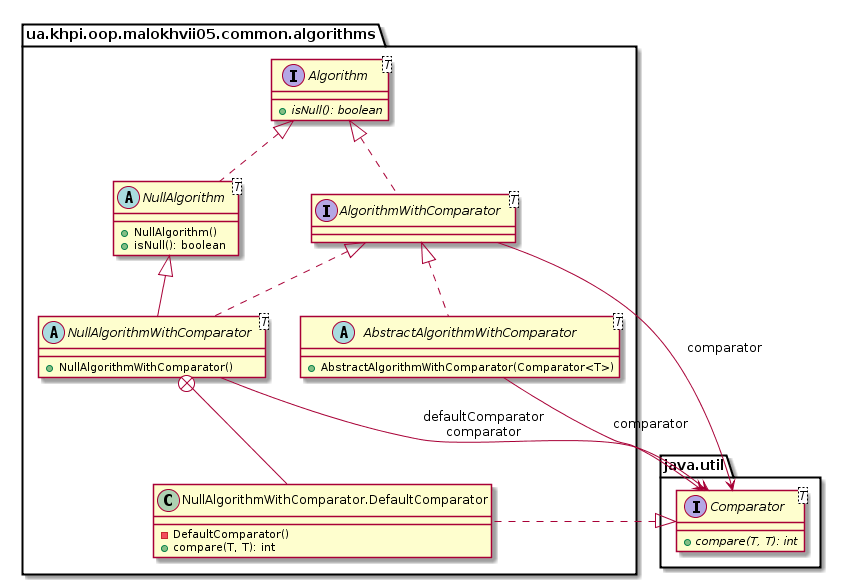 ua.khpi.oop.malokhvii05.common.algorithms
I Algorithm T
isNull(): boolean
A NullAlgorithm T
NullAlgorithm()
isNull(): boolean
I AlgorithmWithComparator T
A NullAlgorithmWithComparator T
NullAlgorithmWithComparator()
A AbstractAlgorithmWithComparator T
AbstractAlgorithmWithComparator(Comparator<T>)
comparator
defaultComparator
comparator
comparator
C NullAlgorithmWithComparator.DefaultComparator
DefaultComparator()
compare(T, T): int
java.util
I Comparator T
compare(T, T): int